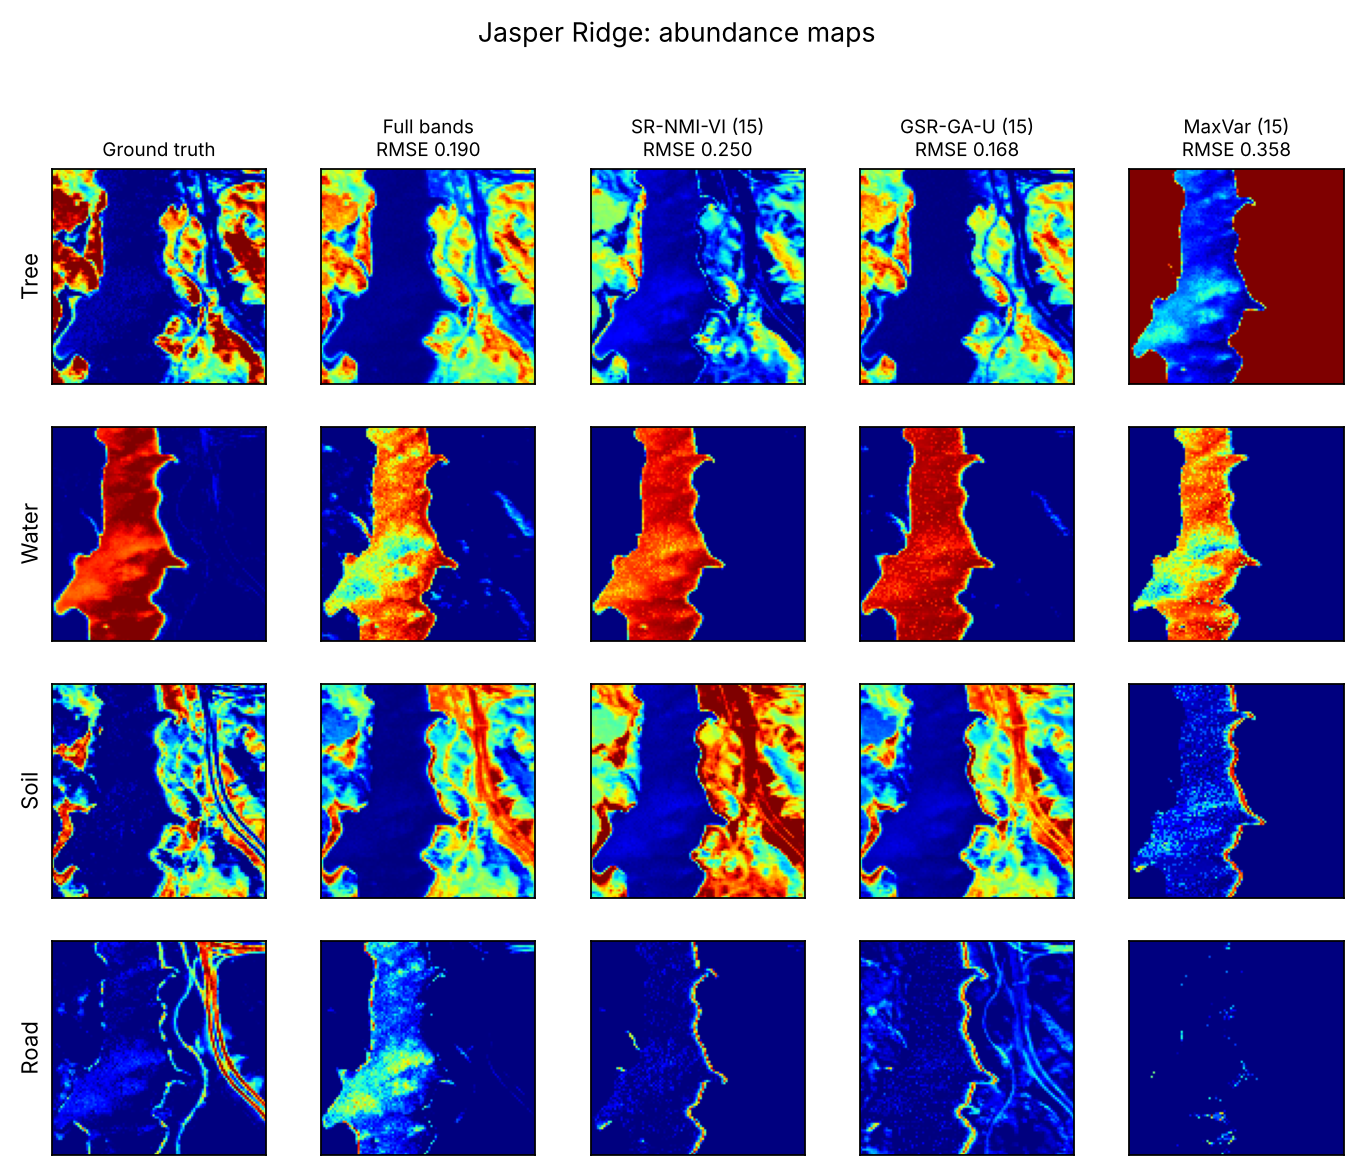 Jasper Ridge: abundance maps
Ground truth
Full bands
RMSE 0.190
SR-NMI-VI (15)
RMSE 0.250
GSR-GA-U (15)
RMSE 0.168
MaxVar (15)
RMSE 0.358
Tree
Water
Soil
Road